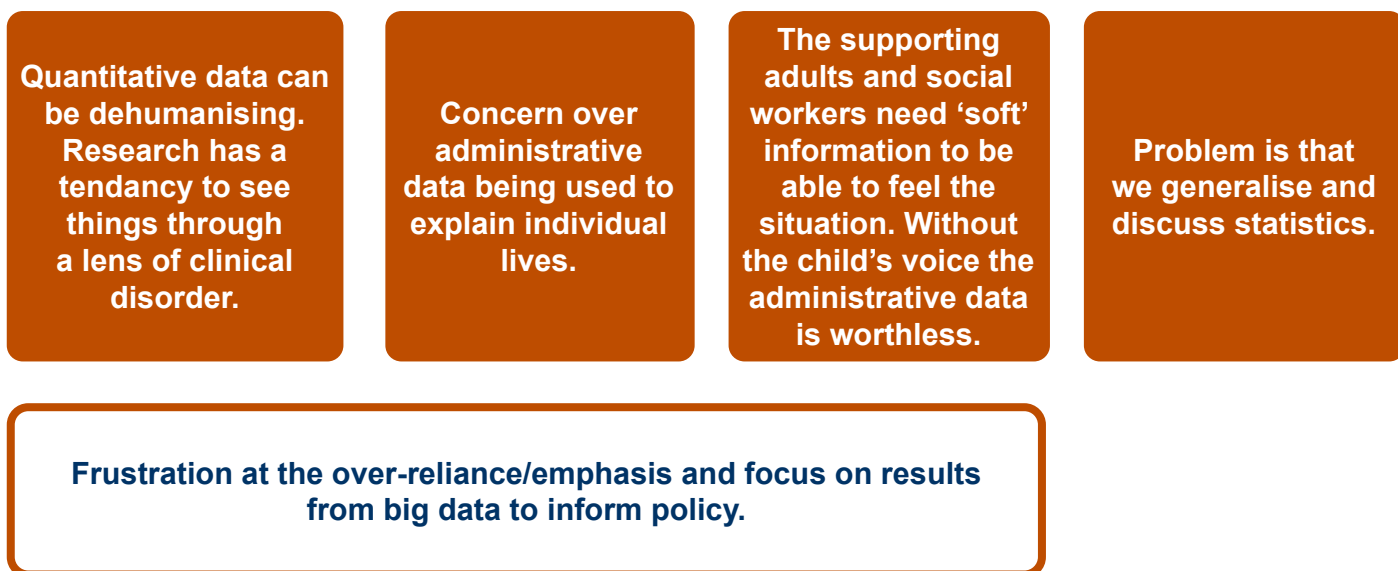 Quantitative data can
be dehumanising.
Research has a
tendancy to see
things through
a lens of clinical
disorder.
Concern over
administrative
data being used to
explain individual
lives.
The supporting
adults and social
workers need ‘soft’
information to be
able to feel the
situation. Without
the child’s voice the
administrative data
is worthless.
Problem is that
we generalise and
discuss statistics.
Frustration at the over-reliance/emphasis and focus on results
from big data to inform policy.